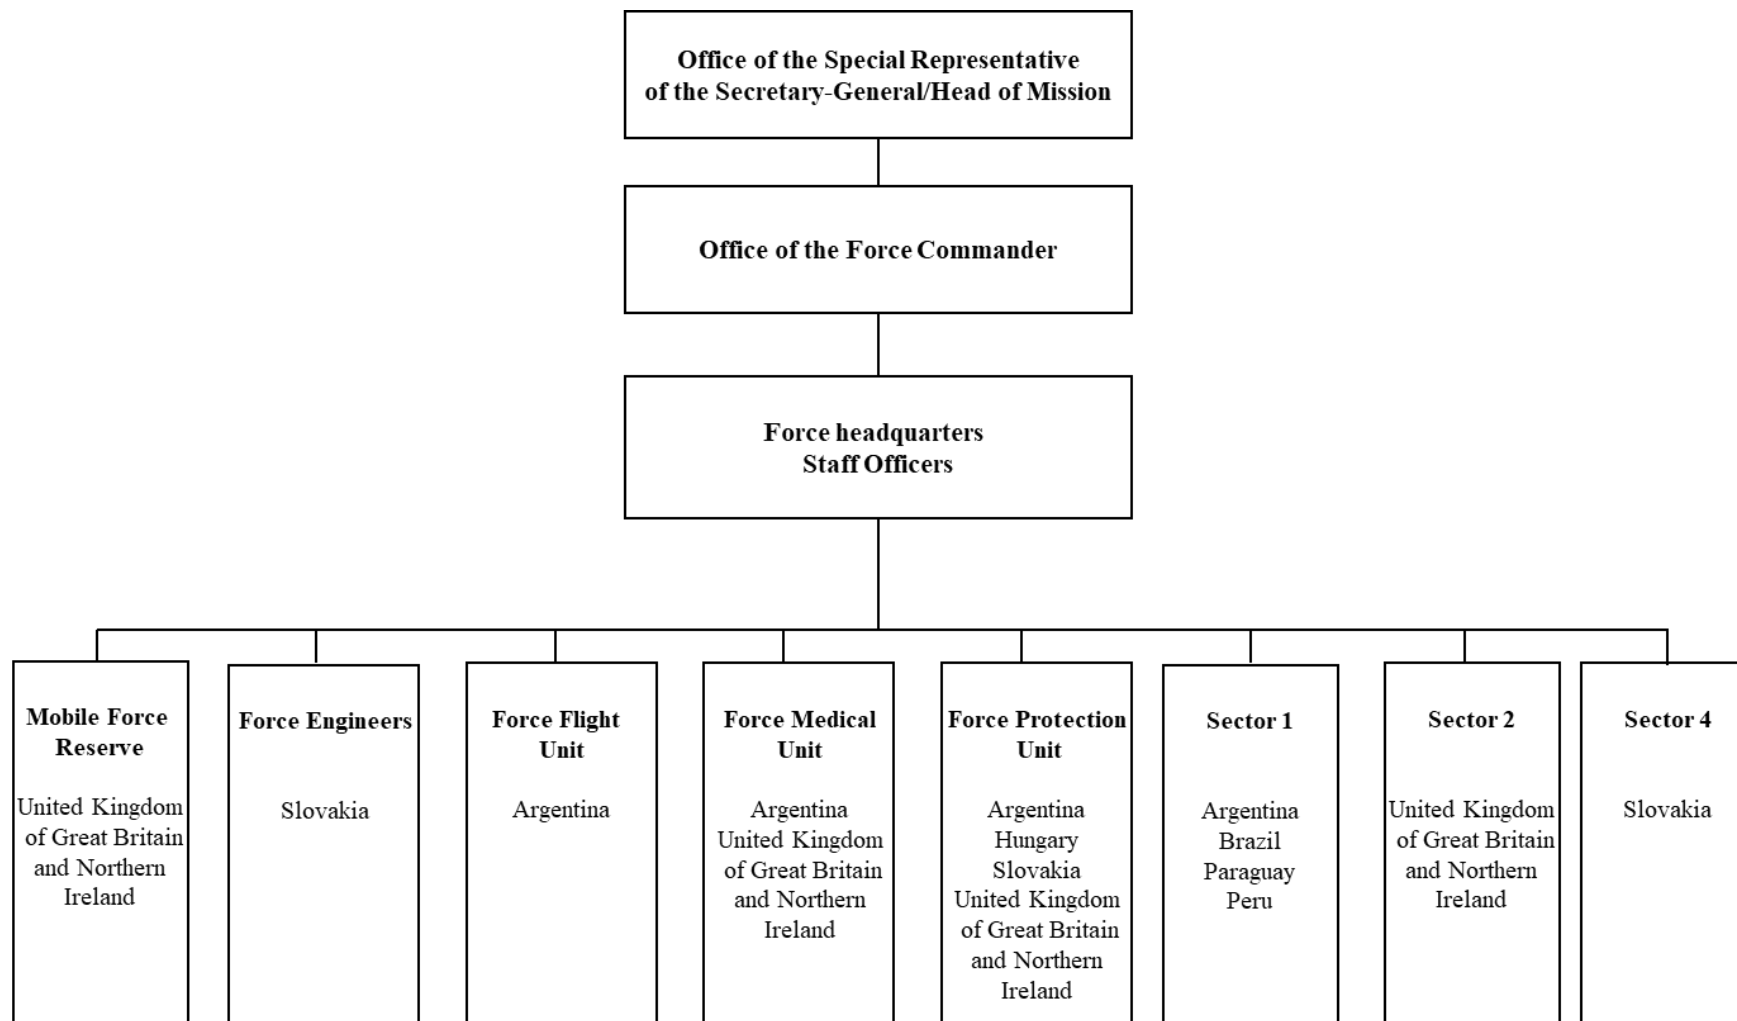 Office of the Special Representative
of the Secretary-General/Head of Mission
Office of the Force Commander
Force headquarters
Staff Officers
Mobile Force
Reserve
United Kingdom
of Great Britain
and Northern
Ireland
Force Engineers
Slovakia
Force Flight
Unit
Argentina
Force Medical
Unit
Argentina
United Kingdom
of Great Britain
and Northern
Ireland
Force Protection
Unit
Argentina
Hungary
Slovakia
United Kingdom
of Great Britain
and Northern
Ireland
Sector 1
Argentina
Brazil
Paraguay
Peru
Sector 2
United Kingdom
of Great Britain
and Northern
Ireland
Sector 4
Slovakia